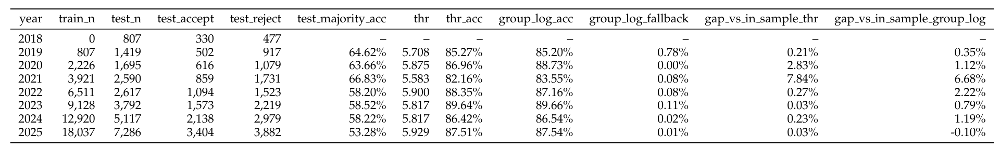 year train_n test_n test_accept test_reject test_majority_acc thr thr_acc group_log_acc group_log_fallback gap_vs_in_sample_thr gap_vs_in_sample_group_log
2018 0 807 330 477 – – – – – – –
2019 807 1,419 502 917 64.62% 5.708 85.27% 85.20% 0.78% 0.21% 0.35%
2020 2,226 1,695 616 1,079 63.66% 5.875 86.96% 88.73% 0.00% 2.83% 1.12%
2021 3,921 2,590 859 1,731 66.83% 5.583 82.16% 83.55% 0.08% 7.84% 6.68%
2022 6,511 2,617 1,094 1,523 58.20% 5.900 88.35% 87.16% 0.08% 0.27% 2.22%
2023 9,128 3,792 1,573 2,219 58.52% 5.817 89.64% 89.66% 0.11% 0.03% 0.79%
2024 12,920 5,117 2,138 2,979 58.22% 5.817 86.42% 86.54% 0.02% 0.23% 1.19%
2025 18,037 7,286 3,404 3,882 53.28% 5.929 87.51% 87.54% 0.01% 0.03% -0.10%